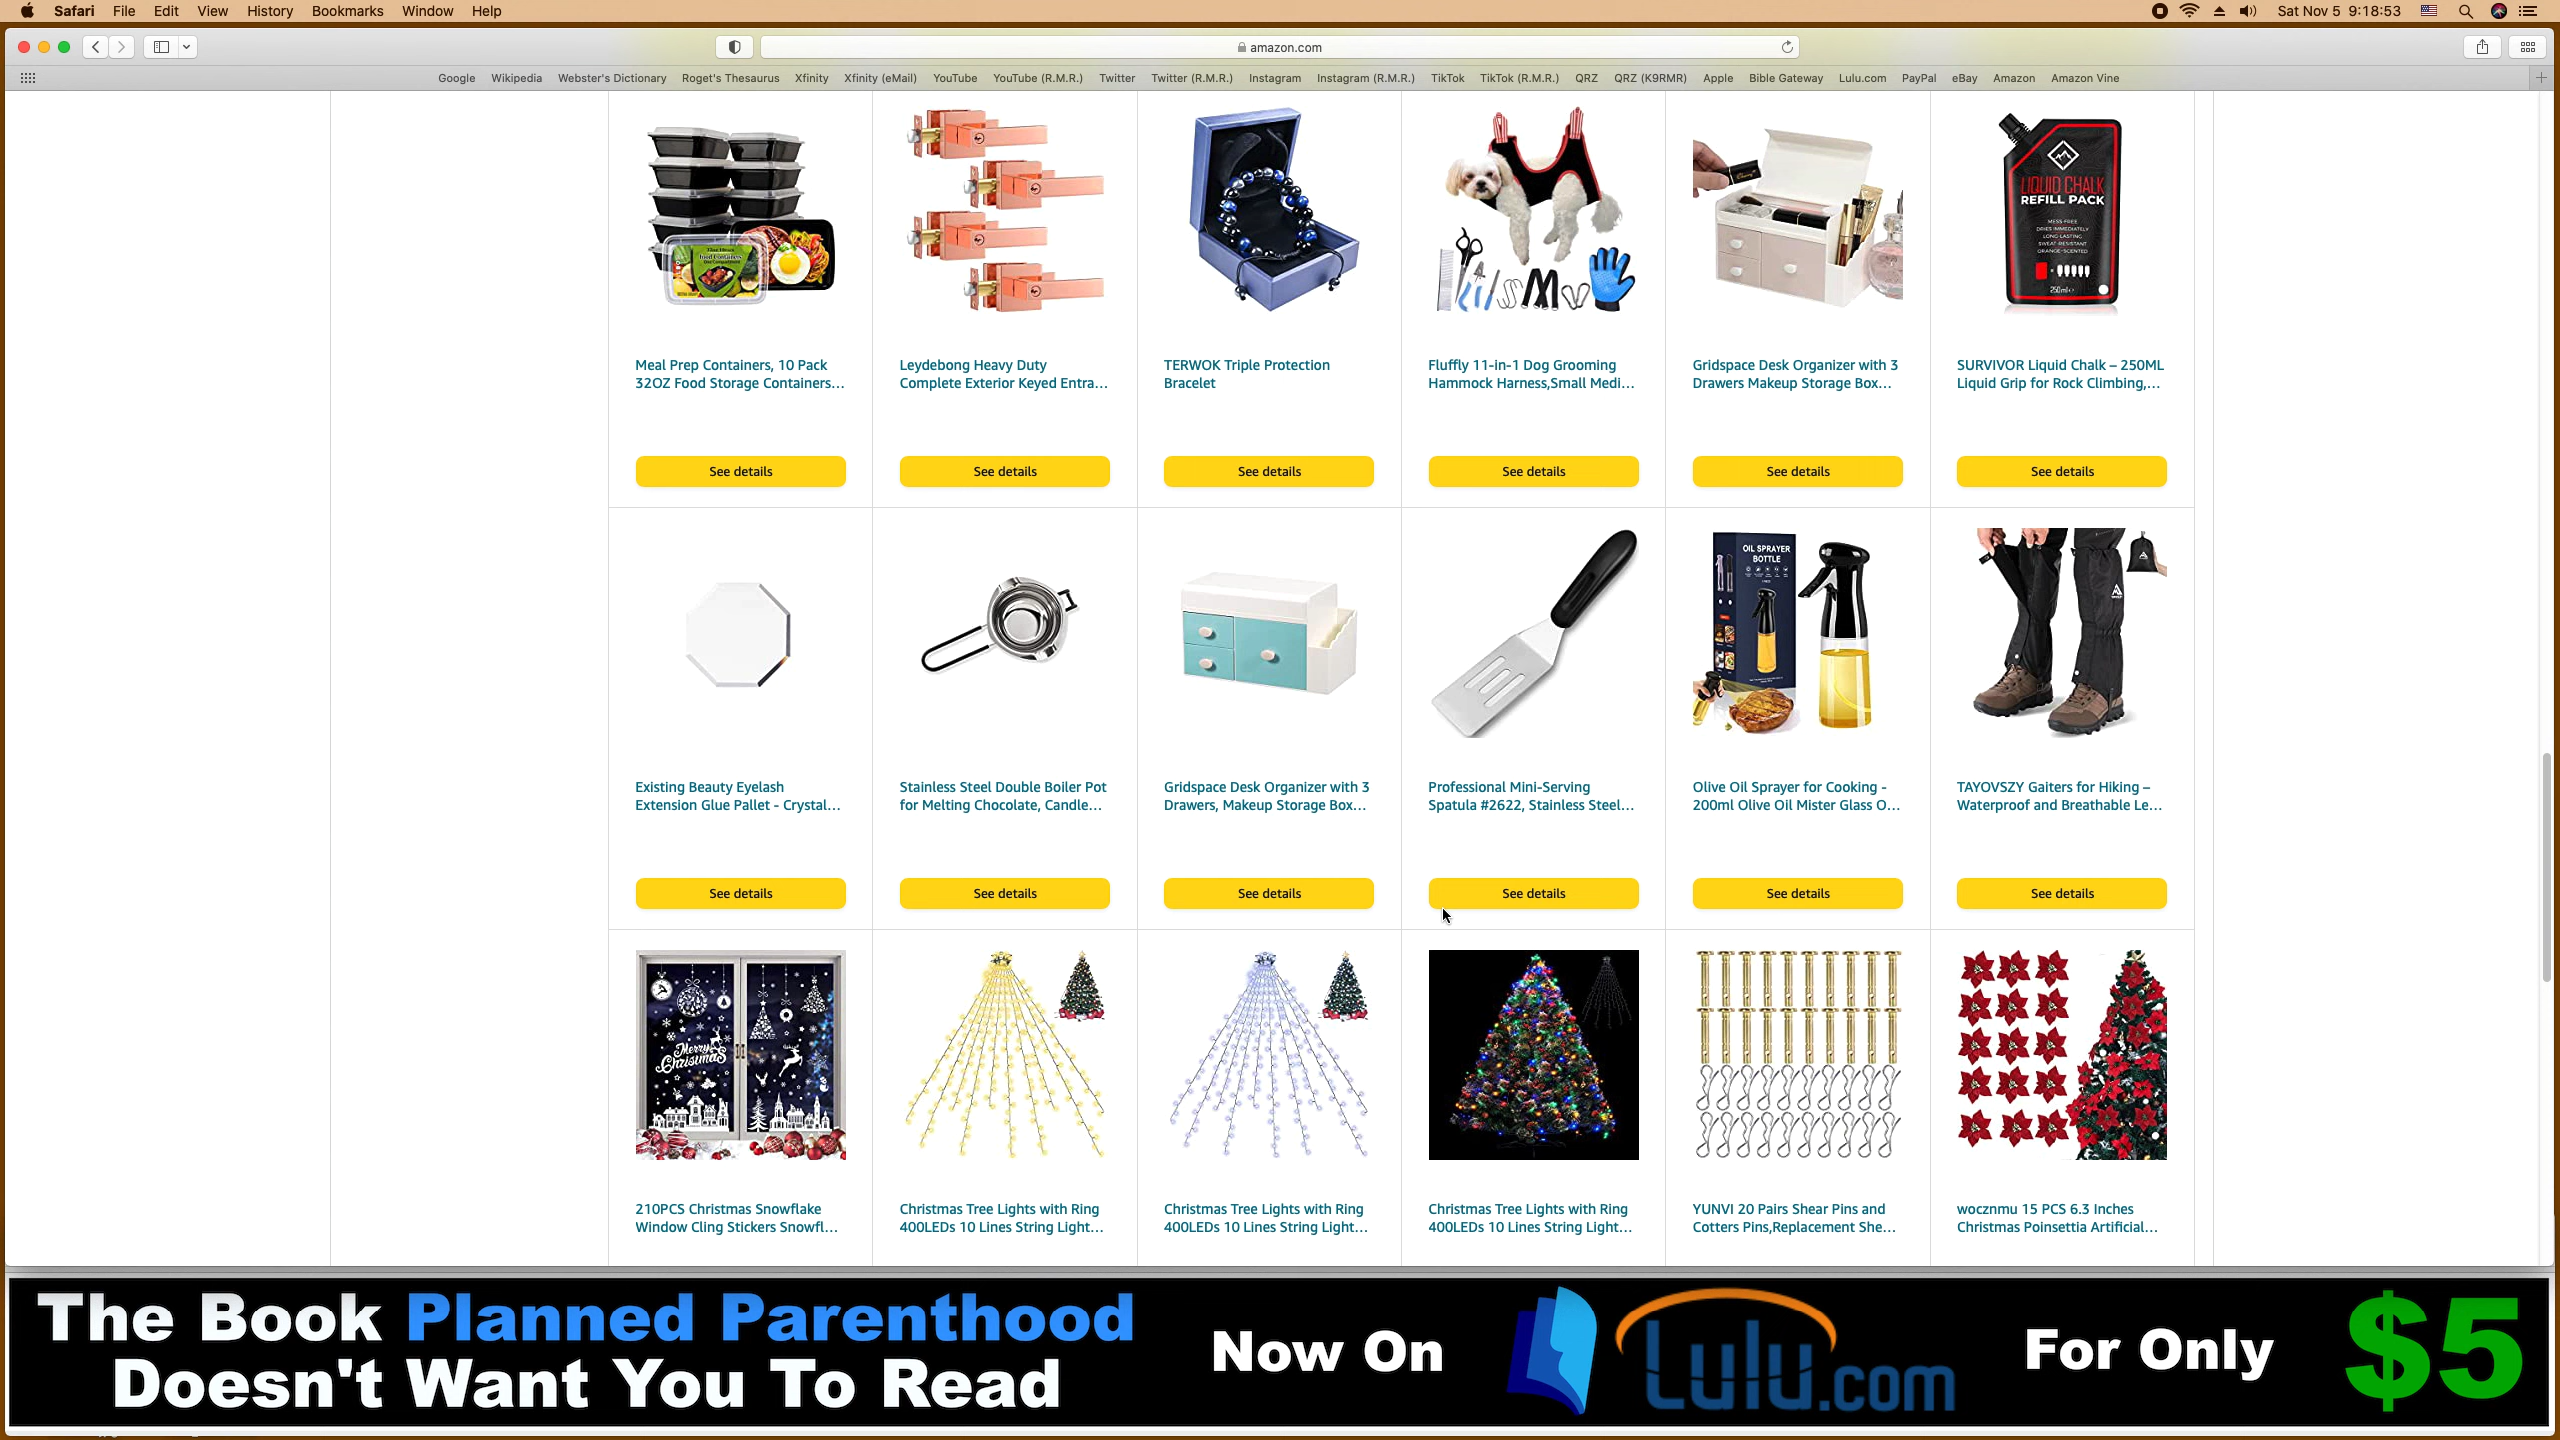 Safari File Edit View History Bookmarks Window Help
Sat Nov 5 9:18:53
amazon.com
Google Wikipedia Webster's Dictionary Roget's Thesaurus Xfinity Xfinity (eMail) YouTube YouTube (R.M.R.) Twitter Twitter (R.M.R.) Instagram Instagram (R.M.R.) TikTok TikTok (R.M.R.) QRZ QRZ (K9RMR) Apple Bible Gateway Lulu.com PayPal eBay Amazon Amazon Vine
LIQUID CHALK
REFILL PACK
MESS-FREE
DRIES IMMEDIATELY
LONG-LASTING
SWEAT-RESISTANT
ORANGE-SCENTED
250ml
Food Containers
Meal Prep Containers, 10 Pack
32OZ Food Storage Containers...
Leydebong Heavy Duty
Complete Exterior Keyed Entra...
TERWOK Triple Protection
Bracelet
Fluffly 11-in-1 Dog Grooming
Hammock Harness,Small Medi...
Gridspace Desk Organizer with 3
Drawers Makeup Storage Box...
SURVIVOR Liquid Chalk – 250ML
Liquid Grip for Rock Climbing,...
See details See details See details See details See details See details
OIL SPRAYER
BOTTLE
Existing Beauty Eyelash
Extension Glue Pallet - Crystal...
Stainless Steel Double Boiler Pot
for Melting Chocolate, Candle...
Gridspace Desk Organizer with 3
Drawers, Makeup Storage Box...
Professional Mini-Serving
Spatula #2622, Stainless Steel...
Olive Oil Sprayer for Cooking -
200ml Olive Oil Mister Glass O...
TAYOVSZY Gaiters for Hiking –
Waterproof and Breathable Le...
See details See details See details See details See details See details
Merry
Christmas
210PCS Christmas Snowflake
Window Cling Stickers Snowfl...
Christmas Tree Lights with Ring
400LEDs 10 Lines String Light...
Christmas Tree Lights with Ring
400LEDs 10 Lines String Light...
Christmas Tree Lights with Ring
400LEDs 10 Lines String Light...
YUNVI 20 Pairs Shear Pins and
Cotters Pins,Replacement She...
wocznmu 15 PCS 6.3 Inches
Christmas Poinsettia Artificial...
The Book Planned Parenthood
Doesn't Want You To Read
Now On
Lulu.com
For Only
$5